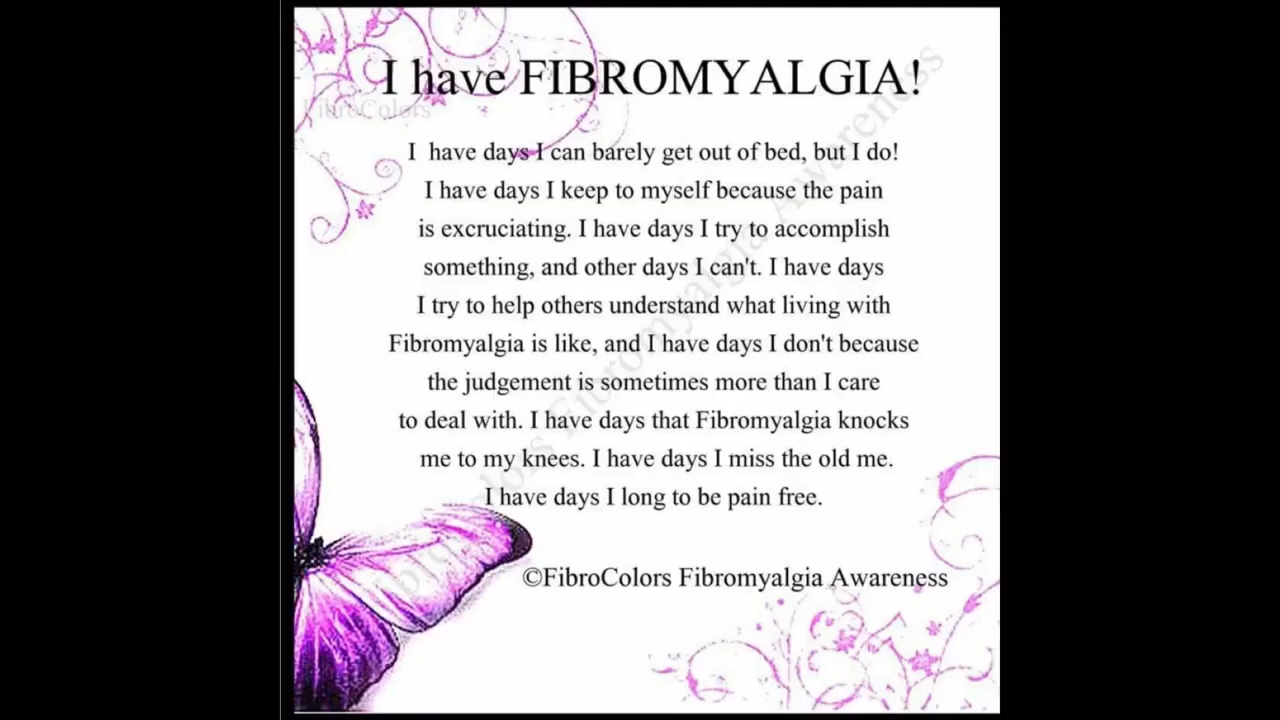 I have FIBROMYALGIA!
FibroColors
I have days I can barely get out of bed, but I do!
I have days I keep to myself because the pain
is excruciating. I have days I try to accomplish
something, and other days I can't. I have days
I try to help others understand what living with
Fibromyalgia is like, and I have days I don't because
the judgement is sometimes more than I care
to deal with. I have days that Fibromyalgia knocks
me to my knees. I have days I miss the old me.
I have days I long to be pain free.
©FibroColors Fibromyalgia Awareness
FibroColors Fibromyalgia Awareness